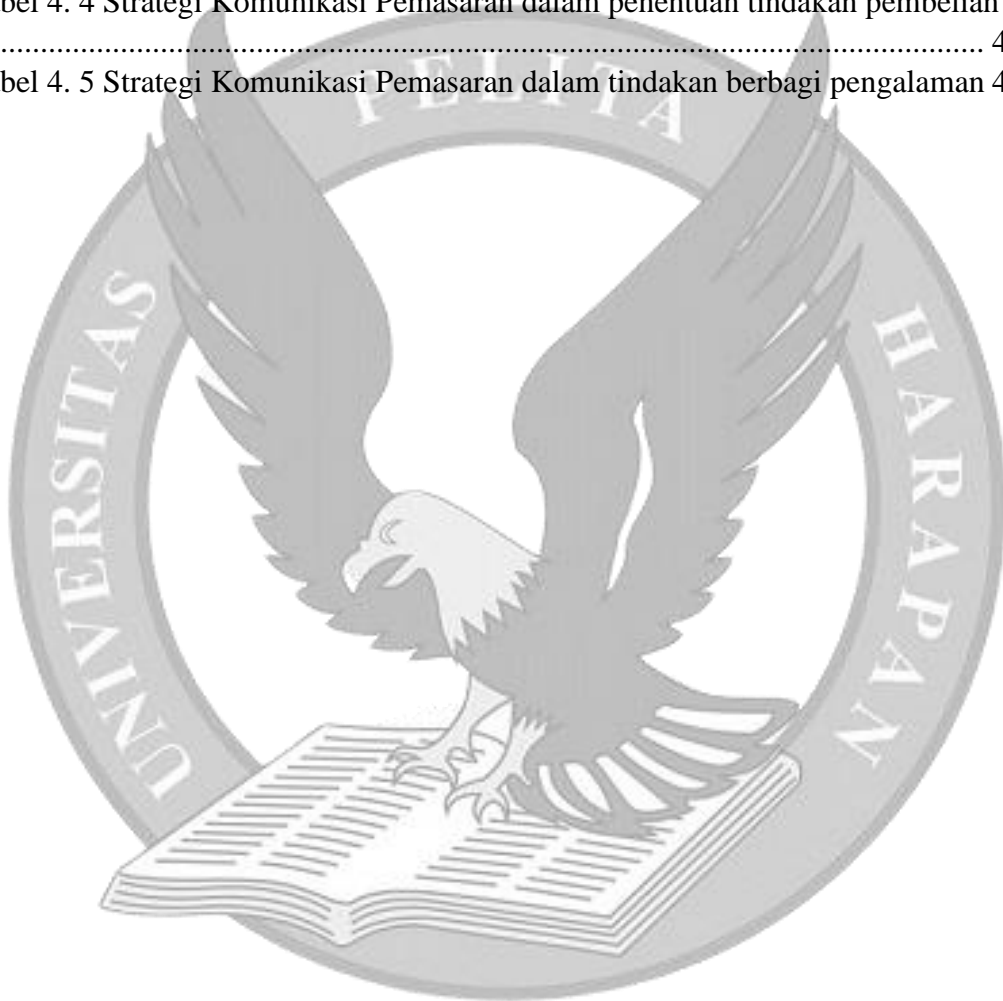 bel 4. 4 Strategi Komunikasi Pemasaran dalam penentuan tindakan pembelian
.................................................................................................................................... 4
bel 4. 5 Strategi Komunikasi Pemasaran dalam tindakan berbagi pengalaman 4
UNIVERSITAS PELITA HARAPAN